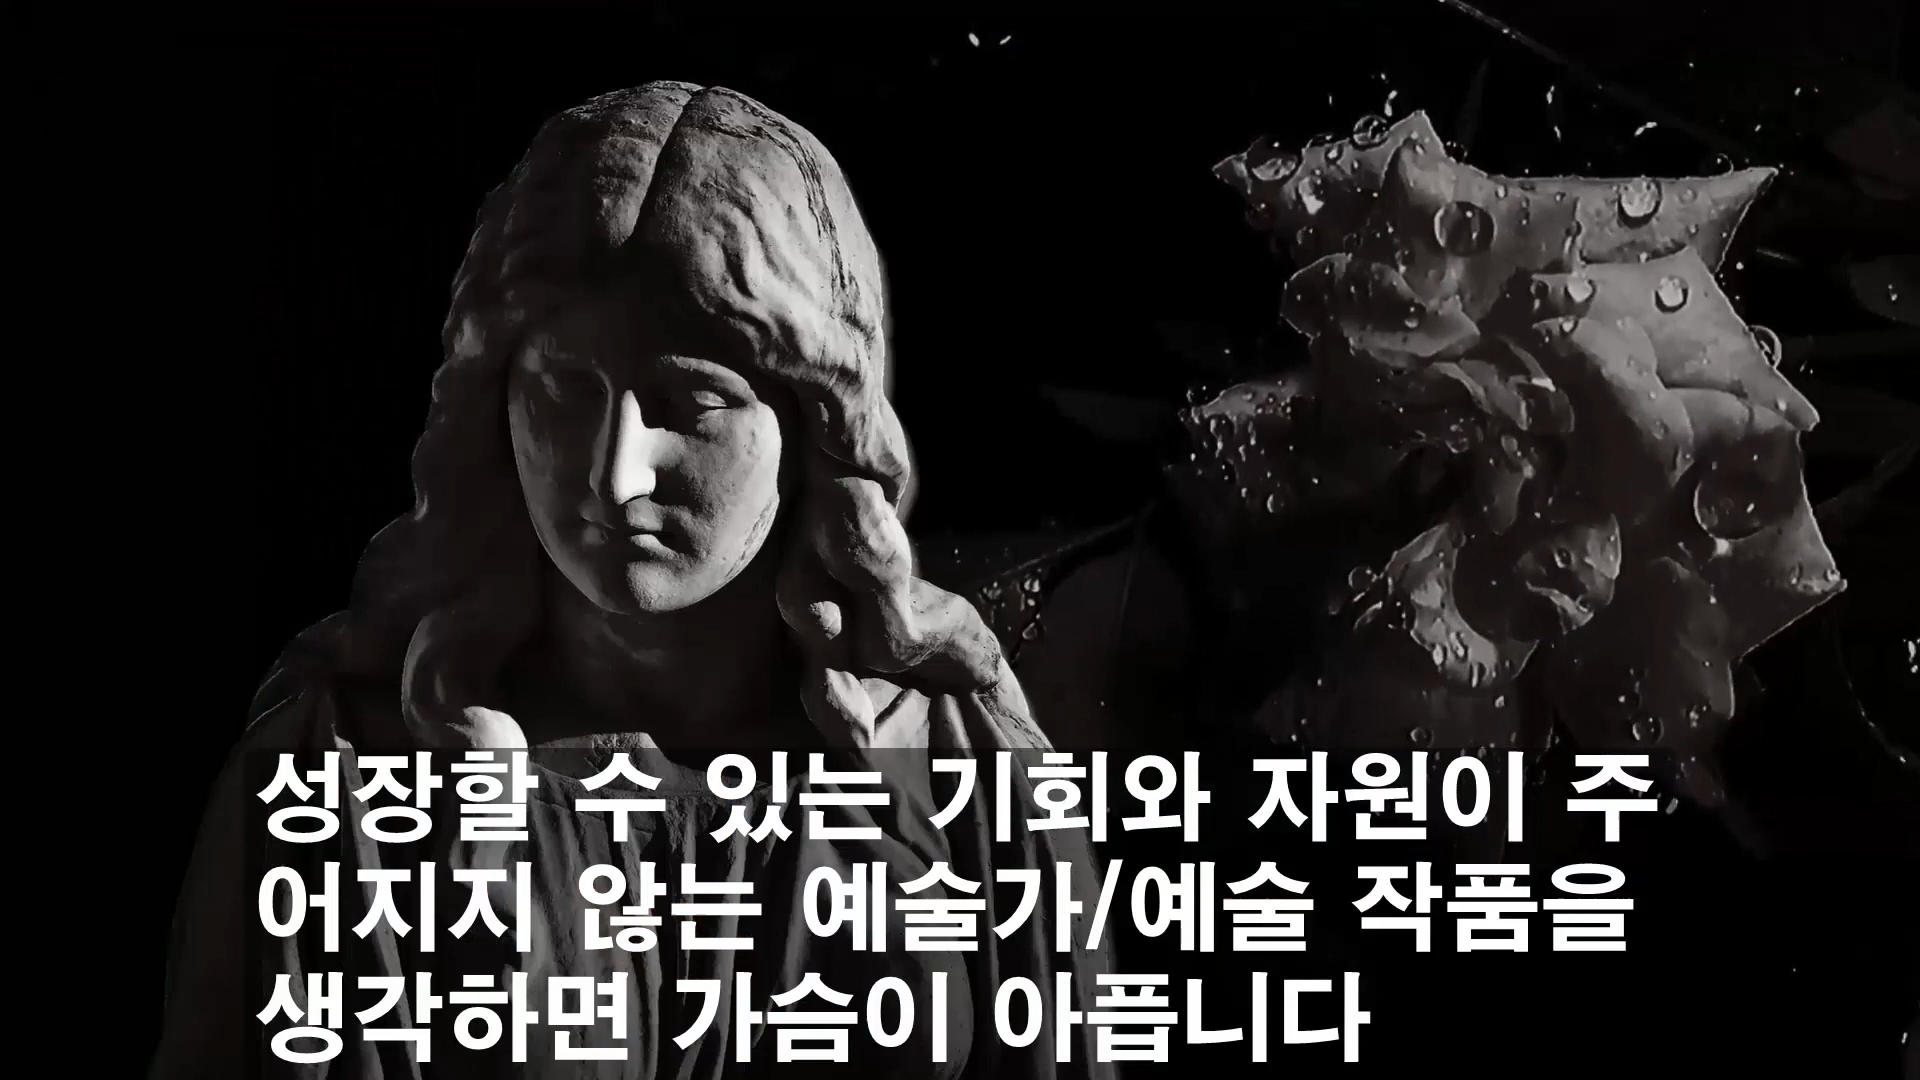 성장할 수 있는 기회와 자원이 주
어지지 않는 예술가/예술 작품을
생각하면 가슴이 아픕니다